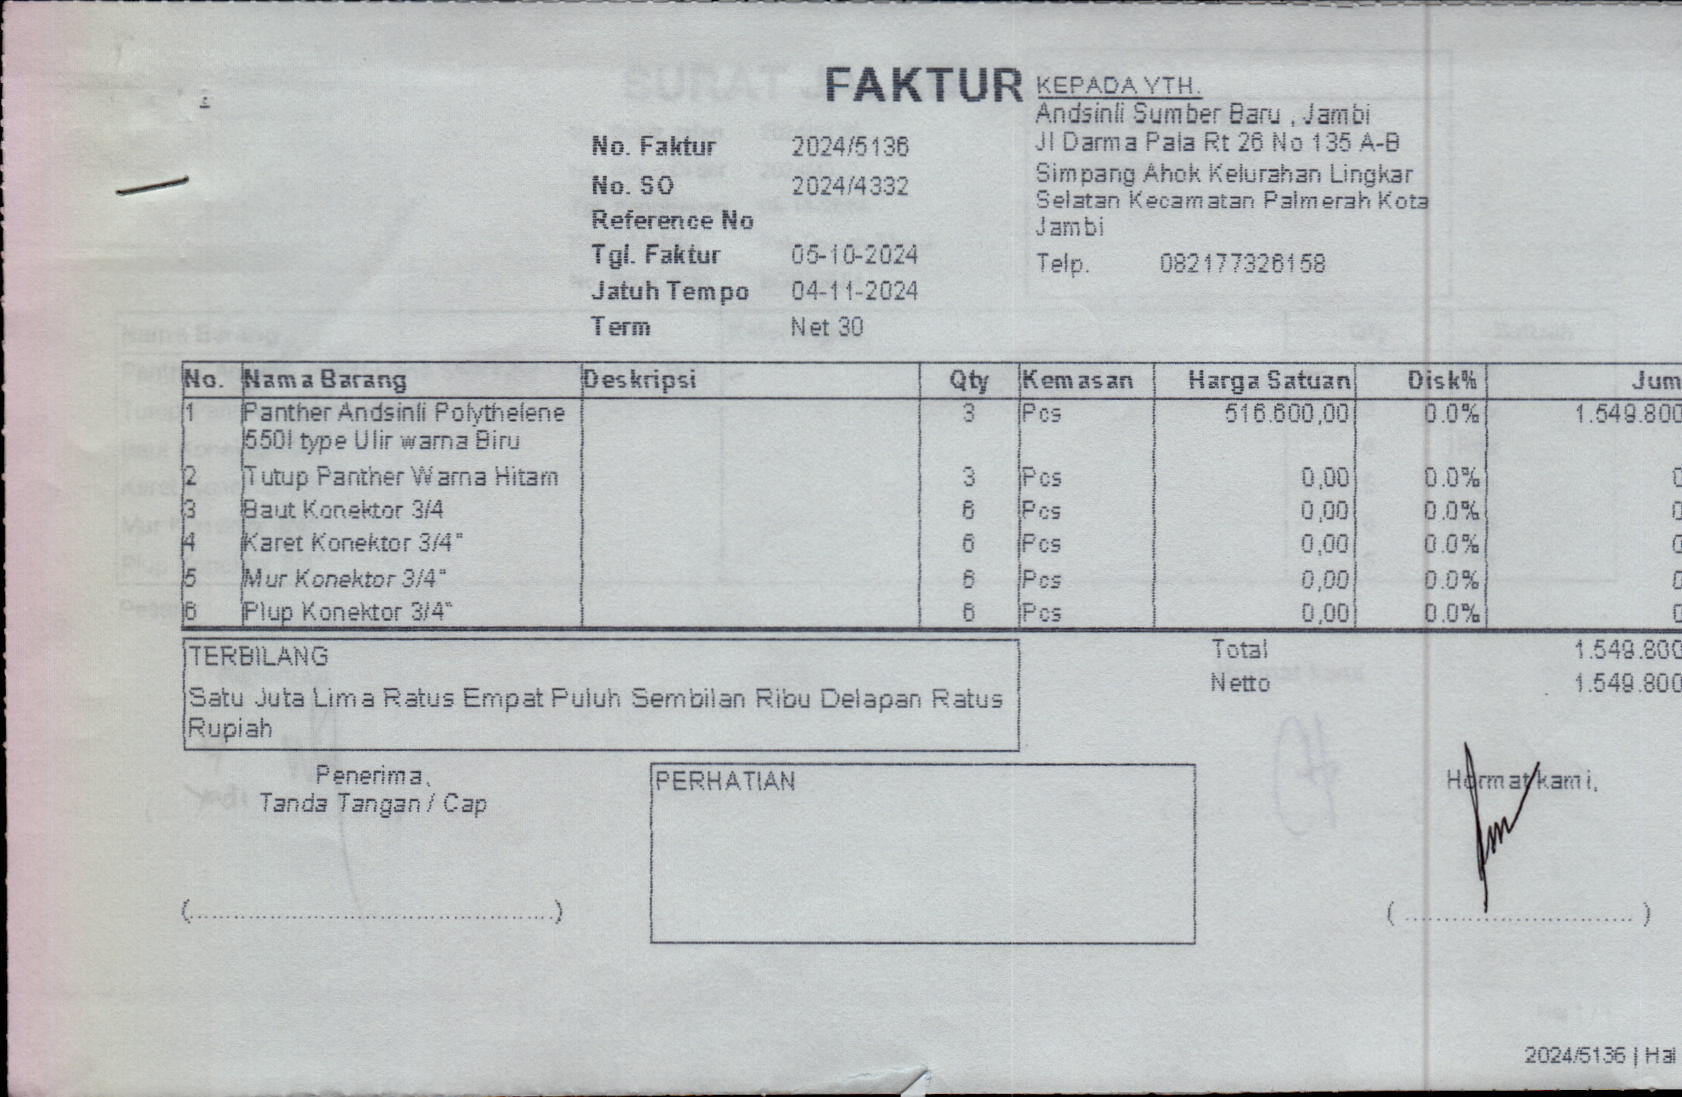 FAKTUR
KEPADA YTH.
Andsinli Sumber Baru , Jambi
Jl Darma Pala Rt 26 No 135 A-B
Simpang Ahok Kelurahan Lingkar
Selatan Kecamatan Palmerah Kota
Jambi
Telp. 082177326158
No. Faktur 2024/5136
No. SO 2024/4332
Reference No
Tgl. Faktur 05-10-2024
Jatuh Tempo 04-11-2024
Term Net 30
No. Nama Barang Deskripsi Qty Kemasan Harga Satuan Disk% Jum
1 Panther Andsinli Polythelene 3 Pcs 516.600,00 0.0% 1.549.800
550l type Ulir warna Biru
2 Tutup Panther Warna Hitam 3 Pcs 0,00 0.0% 0
3 Baut Konektor 3/4 6 Pcs 0,00 0.0% 0
4 Karet Konektor 3/4" 6 Pcs 0,00 0.0% 0
5 Mur Konektor 3/4" 6 Pcs 0,00 0.0% 0
6 Plup Konektor 3/4" 6 Pcs 0,00 0.0% 0
TERBILANG
Satu Juta Lima Ratus Empat Puluh Sembilan Ribu Delapan Ratus
Rupiah
Total 1.549.800
Netto 1.549.800
Penerima,
Tanda Tangan / Cap
(..............................................)
PERHATIAN
Hormat kami,
( ............................. )
2024/5136 | Hal